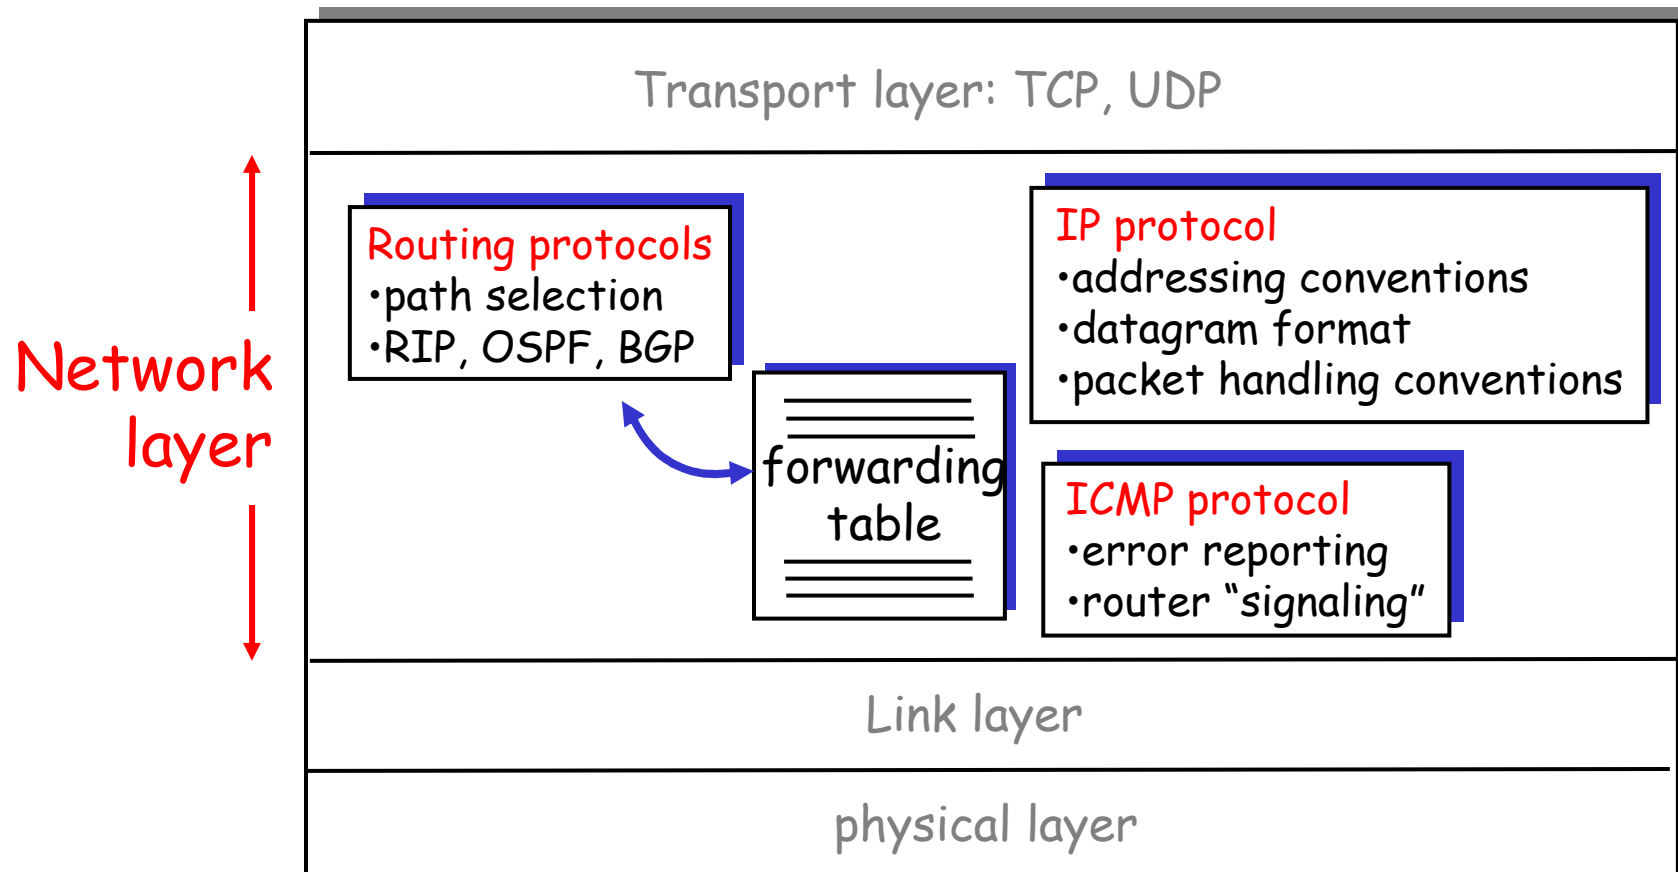 Transport layer: TCP, UDP
Network
layer
Routing protocols
•path selection
•RIP, OSPF, BGP
forwarding
table
IP protocol
•addressing conventions
•datagram format
•packet handling conventions
ICMP protocol
•error reporting
•router “signaling”
Link layer
physical layer